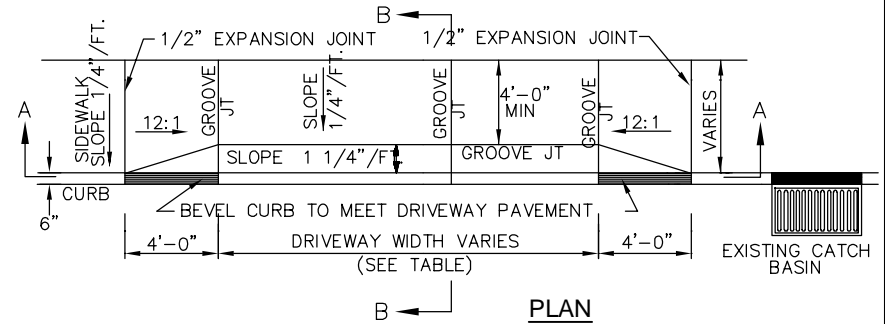 B
1/2" EXPANSION JOINT
1/2" EXPANSION JOINT
SIDEWALK
SLOPE 1/4"/FT.
GROOVE
JT
SLOPE
1/4"/FT.
GROOVE
JT
4'-0"
MIN
GROOVE
JT
VARIES
A
A
12:1
12:1
SLOPE 1 1/4"/FT
GROOVE JT
CURB
6"
BEVEL CURB TO MEET DRIVEWAY PAVEMENT
4'-0"
DRIVEWAY WIDTH VARIES
(SEE TABLE)
4'-0"
EXISTING CATCH
BASIN
B
PLAN